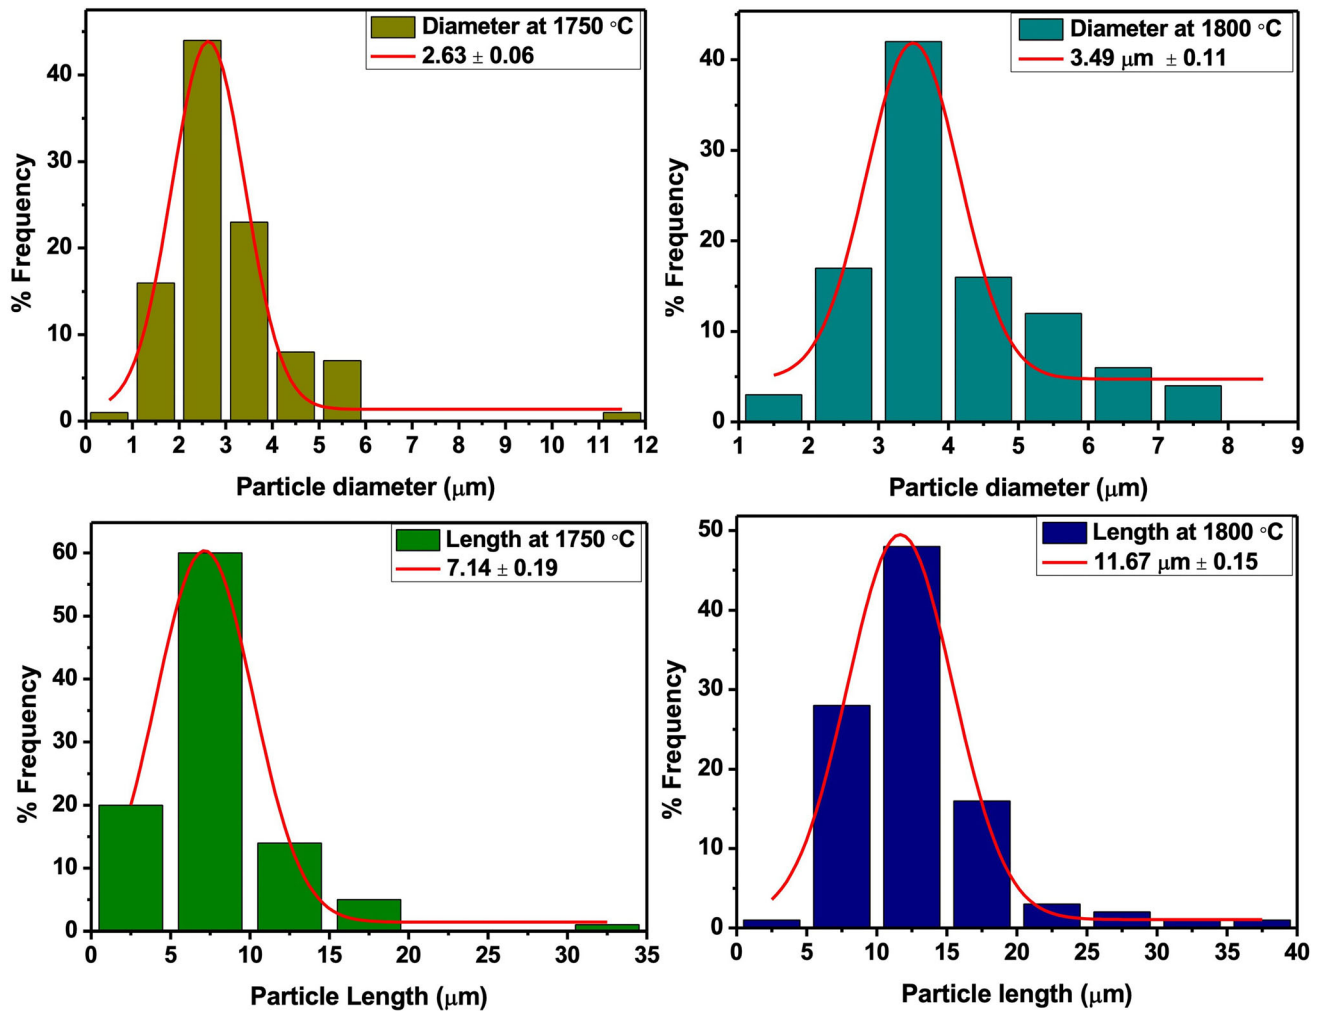 Diameter at 1750 °C
2.63 ± 0.06
% Frequency
40
30
20
10
0
0 1 2 3 4 5 6 7 8 9 10 11 12
Particle diameter (μm)
Diameter at 1800 °C
3.49 μm ± 0.11
% Frequency
40
30
20
10
0
1 2 3 4 5 6 7 8 9
Particle diameter (μm)
Length at 1750 °C
7.14 ± 0.19
% Frequency
60
50
40
30
20
10
0
0 5 10 15 20 25 30 35
Particle Length (μm)
Length at 1800 °C
11.67 μm ± 0.15
% Frequency
50
40
30
20
10
0
0 5 10 15 20 25 30 35 40
Particle length (μm)